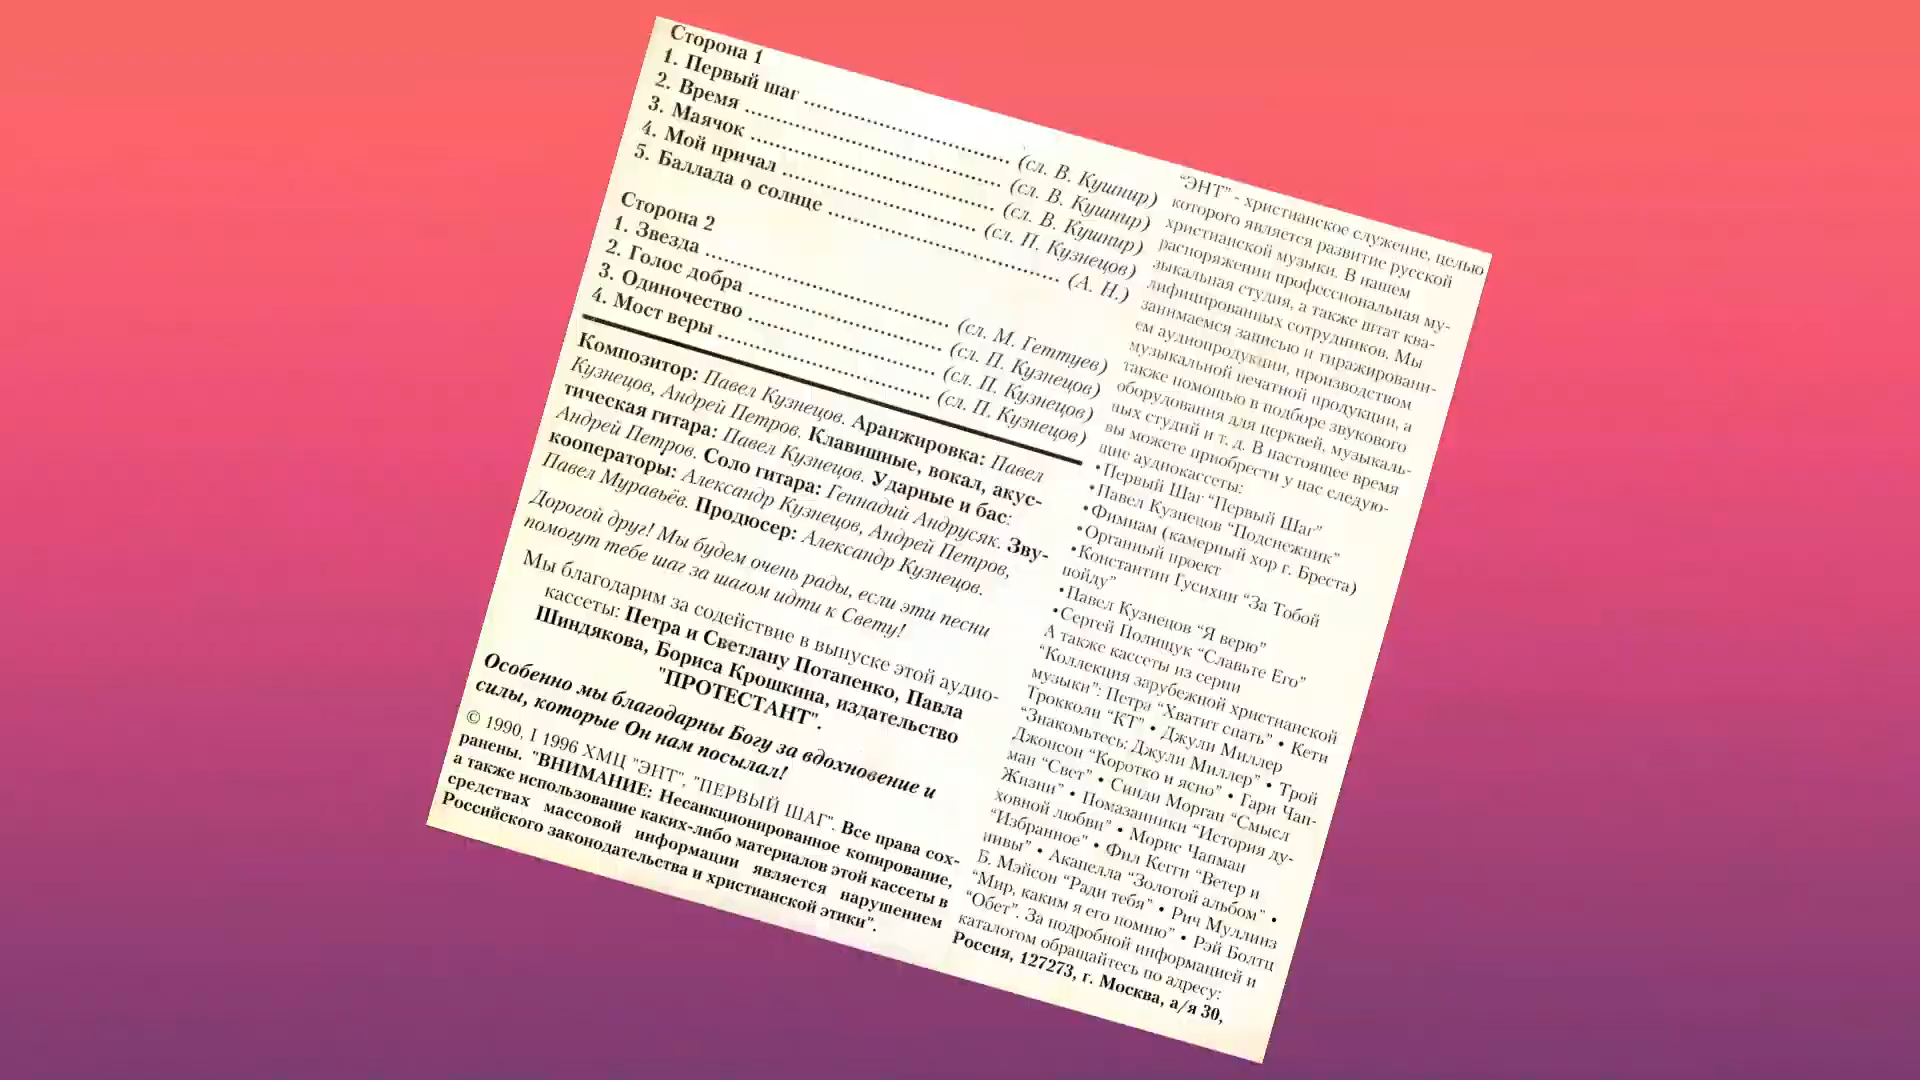 Сторона 1
1. Первый шаг ........ (сл. В. Кушнир)
2. Время ........ (сл. В. Кушнир)
3. Маячок ........ (сл. В. Кушнир)
4. Мой причал ........ (сл. П. Кузнецов)
5. Баллада о солнце ........ (А. Н.)
Сторона 2
1. Звезда ........ (сл. М. Геттуев)
2. Голос добра ........ (сл. П. Кузнецов)
3. Одиночество ........ (сл. П. Кузнецов)
4. Мост веры ........ (сл. П. Кузнецов)
Композитор: Павел Кузнецов. Аранжировка: Павел
Кузнецов, Андрей Петров. Клавишные, вокал, акус-
тическая гитара: Павел Кузнецов. Ударные и бас:
Андрей Петров. Соло гитара: Геннадий Андрусяк. Зву-
кооператоры: Александр Кузнецов, Андрей Петров,
Павел Муравьёв. Продюсер: Александр Кузнецов.
Дорогой друг! Мы будем очень рады, если эти песни
помогут тебе шаг за шагом идти к Свету!
Мы благодарим за содействие в выпуске этой аудио-
кассеты: Петра и Светлану Потапенко, Павла
Шиндякова, Бориса Крошкина, издательство
"ПРОТЕСТАНТ".
Особенно мы благодарны Богу за вдохновение и
силы, которые Он нам посылал!
© 1990, I 1996 ХМЦ "ЭНТ", "ПЕРВЫЙ ШАГ". Все права сох-
ранены. "ВНИМАНИЕ: Несанкционированное копирование,
а также использование каких-либо материалов этой кассеты в
средствах массовой информации является нарушением
Российского законодательства и христианской этики".
“ЭНТ” - христианское служение, целью
которого является развитие русской
христианской музыки. В нашем
распоряжении профессиональная му-
зыкальная студия, а также штат ква-
лифицированных сотрудников. Мы
занимаемся записью и тиражировани-
ем аудиопродукции, производством
музыкальной печатной продукции, а
также помощью в подборе звукового
оборудования для церквей, музыкаль-
ных студий и т. д. В настоящее время
вы можете приобрести у нас следую-
щие аудиокассеты:
•Первый Шаг “Первый Шаг”
•Павел Кузнецов “Подснежник”
•Фимиам (камерный хор г. Бреста)
•Органный проект
•Константин Гусихин “За Тобой
пойду”
•Павел Кузнецов “Я верю”
•Сергей Полищук “Славьте Его”
А также кассеты из серии
“Коллекция зарубежной христианской
музыки”: Петра “Хватит спать” • Кети
Трокколи “КТ” • Джули Миллер
“Знакомьтесь: Джули Миллер” • Трой
Джонсон “Коротко и ясно” • Гари Чап-
ман “Свет” • Синди Морган “Смысл
Жизни” • Помазанники “История ду-
ховной любви” • Морис Чапман
“Избранное” • Фил Кегги “Ветер и
нивы” • Акапелла “Золотой альбом” •
Б. Мэйсон “Ради тебя” • Рич Муллинз
“Мир, каким я его помню” • Рэй Болтц
“Обет”. За подробной информацией и
каталогом обращайтесь по адресу:
Россия, 127273, г. Москва, а/я 30,